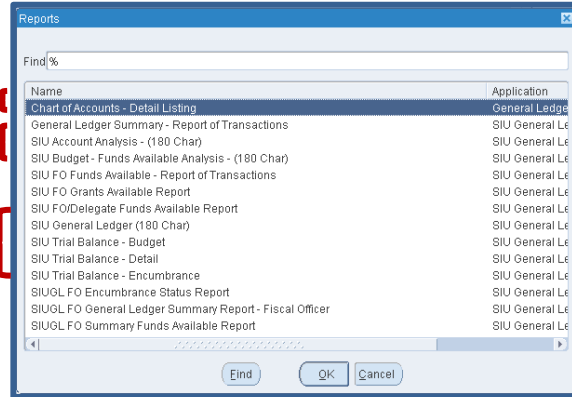 Reports
Find %
Name Application
Chart of Accounts - Detail Listing General Ledge
General Ledger Summary - Report of Transactions SIU General Le
SIU Account Analysis - (180 Char) SIU General Le
SIU Budget - Funds Available Analysis - (180 Char) SIU General Le
SIU FO Funds Available - Report of Transactions SIU General Le
SIU FO Grants Available Report SIU General Le
SIU FO/Delegate Funds Available Report SIU General Le
SIU General Ledger (180 Char) SIU General Le
SIU Trial Balance - Budget SIU General Le
SIU Trial Balance - Detail SIU General Le
SIU Trial Balance - Encumbrance SIU General Le
SIUGL FO Encumbrance Status Report SIU General Le
SIUGL FO General Ledger Summary Report - Fiscal Officer SIU General Le
SIUGL FO Summary Funds Available Report SIU General Le
Find OK Cancel